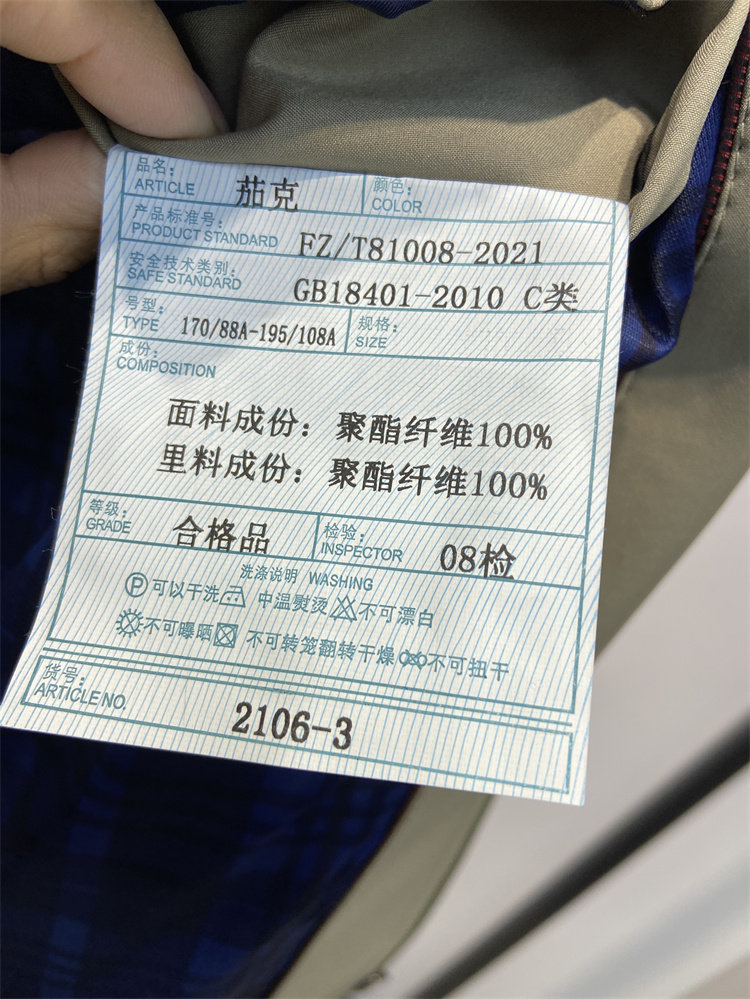 品名：
ARTICLE 茄克 颜色：
COLOR
产品标准号：
PRODUCT STANDARD FZ/T81008-2021
安全技术类别：
SAFE STANDARD GB18401-2010 C类
号型：
TYPE 170/88A-195/108A 规格：
SIZE
成份：
COMPOSITION
面料成份：聚酯纤维100%
里料成份：聚酯纤维100%
等级：
GRADE 合格品 检验：
INSPECTOR 08检
洗涤说明 WASHING
P 可以干洗 中温熨烫 不可漂白
不可曝晒 不可转笼翻转干燥 不可扭干
货号：
ARTICLE NO. 2106-3